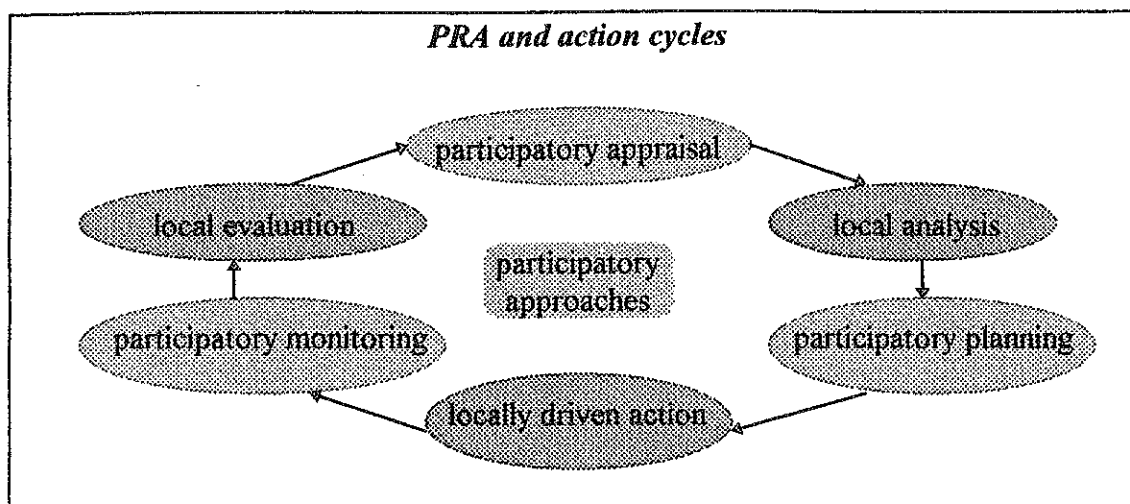 PRA and action cycles
participatory appraisal
local evaluation
local analysis
participatory
approaches
participatory monitoring
participatory planning
locally driven action